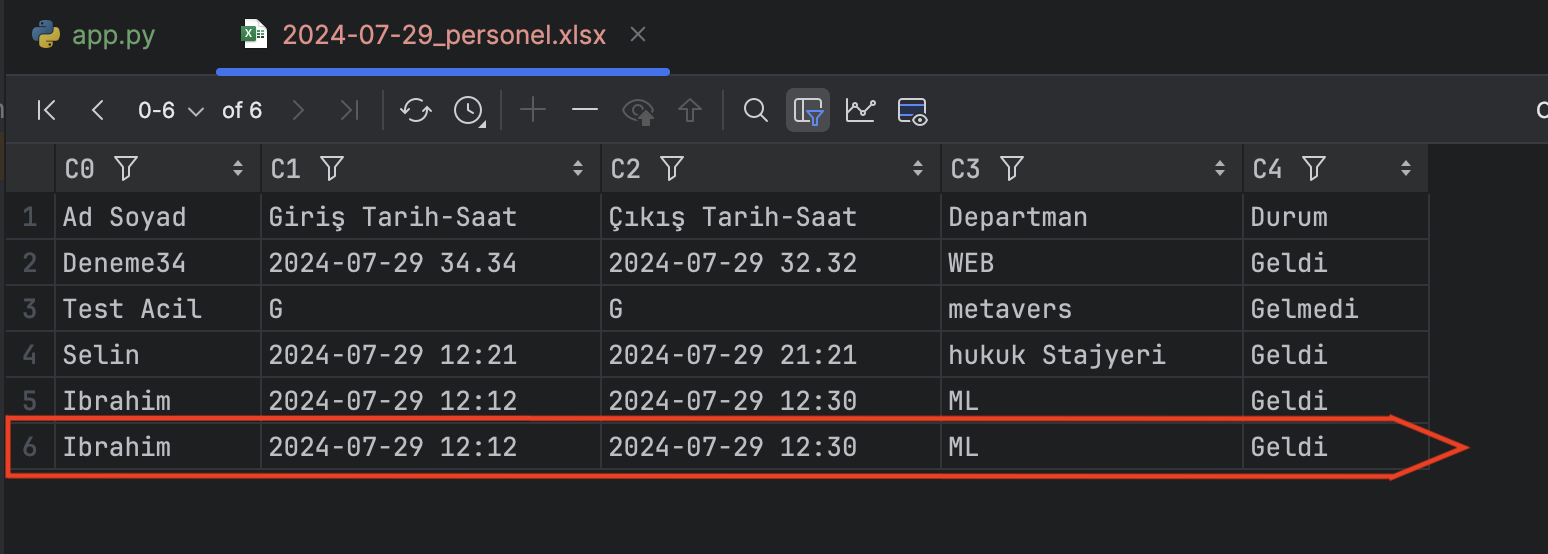 app.py 2024-07-29_personel.xlsx
0-6 of 6
C0 C1 C2 C3 C4
1 Ad Soyad Giriş Tarih-Saat Çıkış Tarih-Saat Departman Durum
2 Deneme34 2024-07-29 34.34 2024-07-29 32.32 WEB Geldi
3 Test Acil G G metavers Gelmedi
4 Selin 2024-07-29 12:21 2024-07-29 21:21 hukuk Stajyeri Geldi
5 Ibrahim 2024-07-29 12:12 2024-07-29 12:30 ML Geldi
6 Ibrahim 2024-07-29 12:12 2024-07-29 12:30 ML Geldi